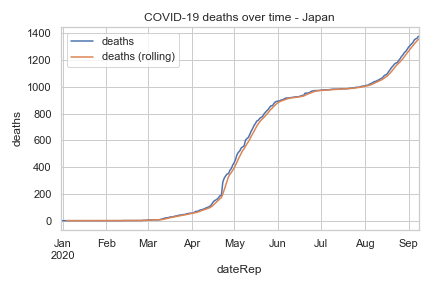 COVID-19 deaths over time - Japan
deaths
deaths (rolling)
1400
1200
1000
800
600
400
200
0
deaths
Jan
2020
Feb
Mar
Apr
May
Jun
Jul
Aug
Sep
dateRep